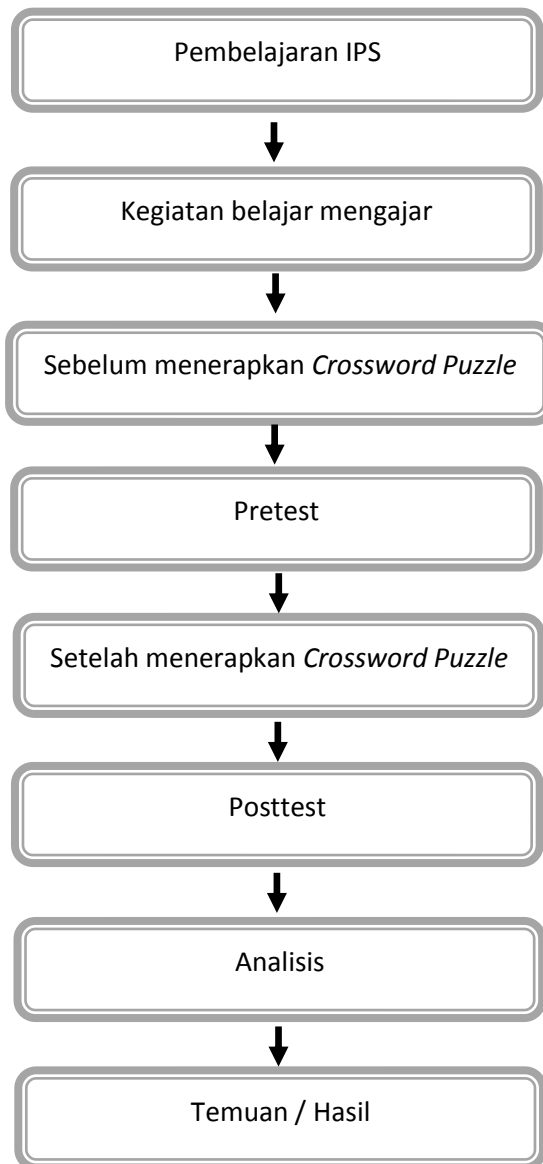 Pembelajaran IPS
Kegiatan belajar mengajar
Sebelum menerapkan Crossword Puzzle
Pretest
Setelah menerapkan Crossword Puzzle
Posttest
Analisis
Temuan / Hasil